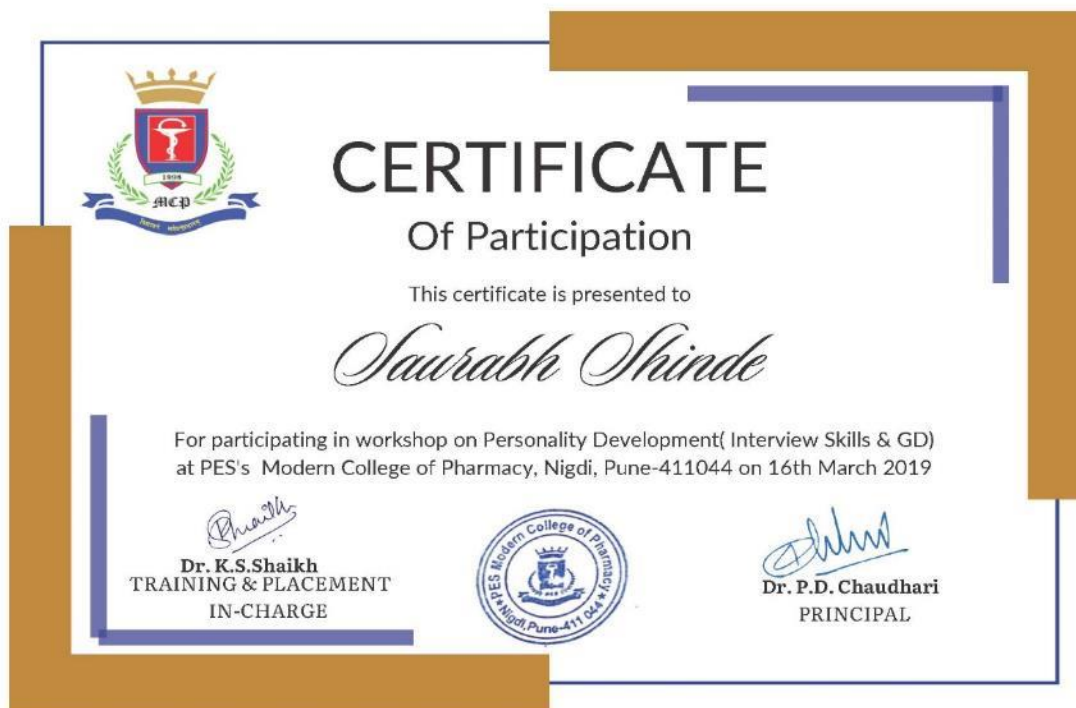 1998
MCP
CERTIFICATE
Of Participation
This certificate is presented to
Saurabh Shinde
For participating in workshop on Personality Development( Interview Skills & GD)
at PES's Modern College of Pharmacy, Nigdi, Pune-411044 on 16th March 2019
Dr. K.S.Shaikh
TRAINING & PLACEMENT
IN-CHARGE
PES Modern College of Pharmacy
Nigdi, Pune-411 044
Dr. P.D. Chaudhari
PRINCIPAL